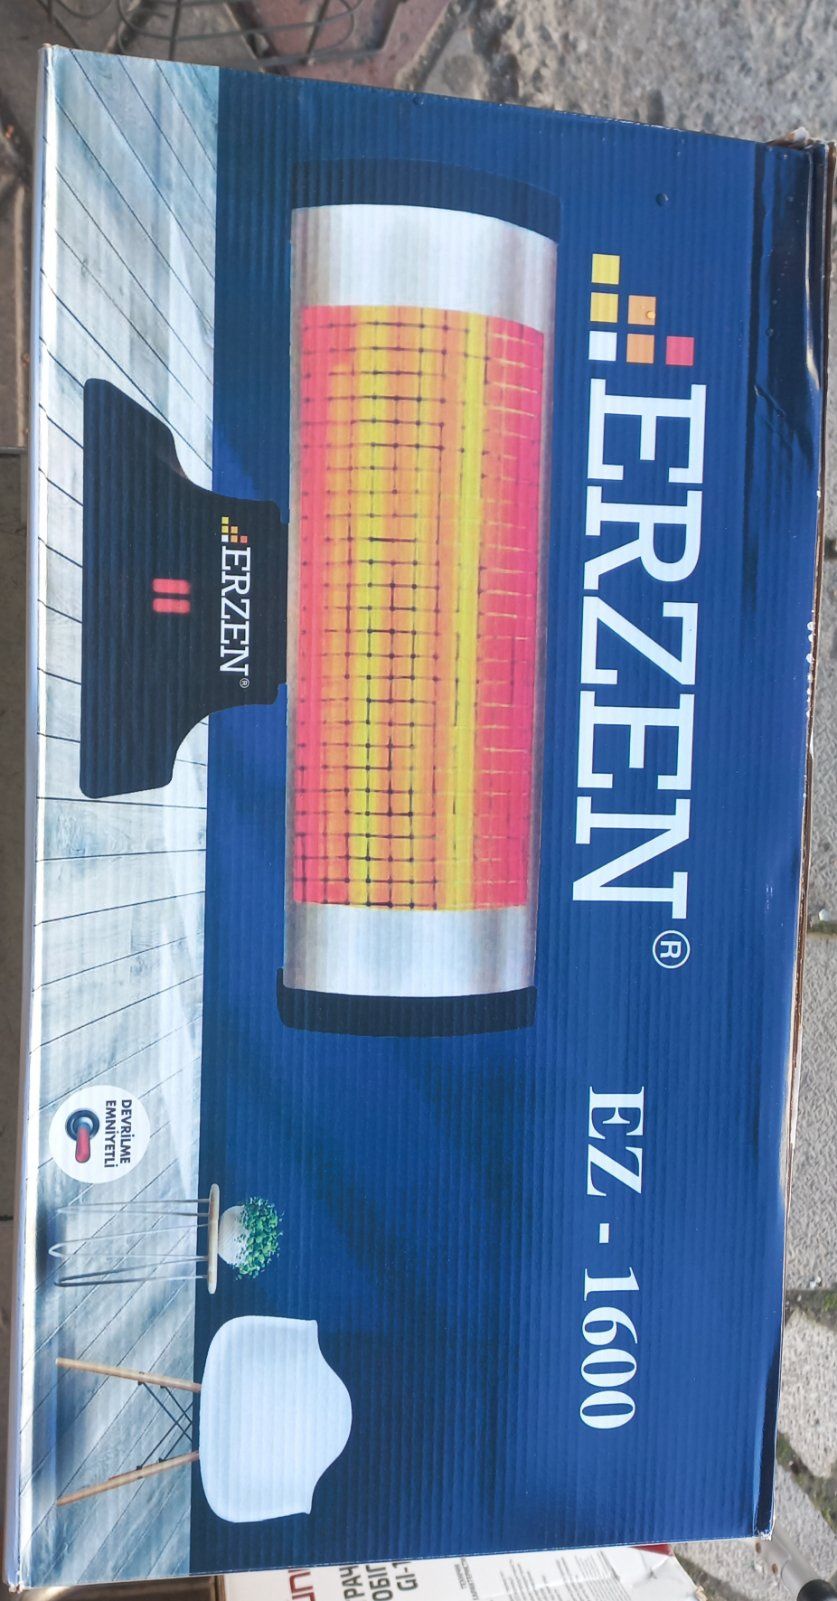 ERZEN®
EZ - 1600
ERZEN®
DEVRİLME
EMNİYETLİ